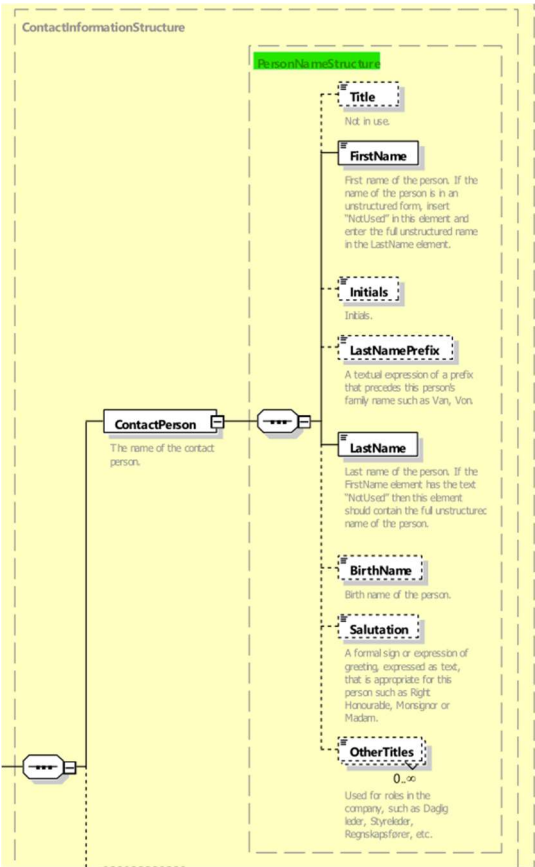 ContactInformationStructure
PersonNameStructure
Title
Not in use.
FirstName
First name of the person. If the
name of the person is in an
unstructured form, insert
"NotUsed" in this element and
enter the full unstructured name
in the LastName element.
Initials
Initials.
LastNamePrefix
A textual expression of a prefix
that precedes this person's
family name such as Van, Von.
ContactPerson
The name of the contact
person.
LastName
Last name of the person. If the
FirstName element has the text
"NotUsed" then this element
should contain the full unstructurec
name of the person.
BirthName
Birth name of the person.
Salutation
A formal sign or expression of
greeting, expressed as text,
that is appropriate for this
person such as Right
Honourable, Monsignor or
Madam.
OtherTitles
0..∞
Used for roles in the
company, such as Daglig
leder, Styreleder,
Regnskapsfører, etc.